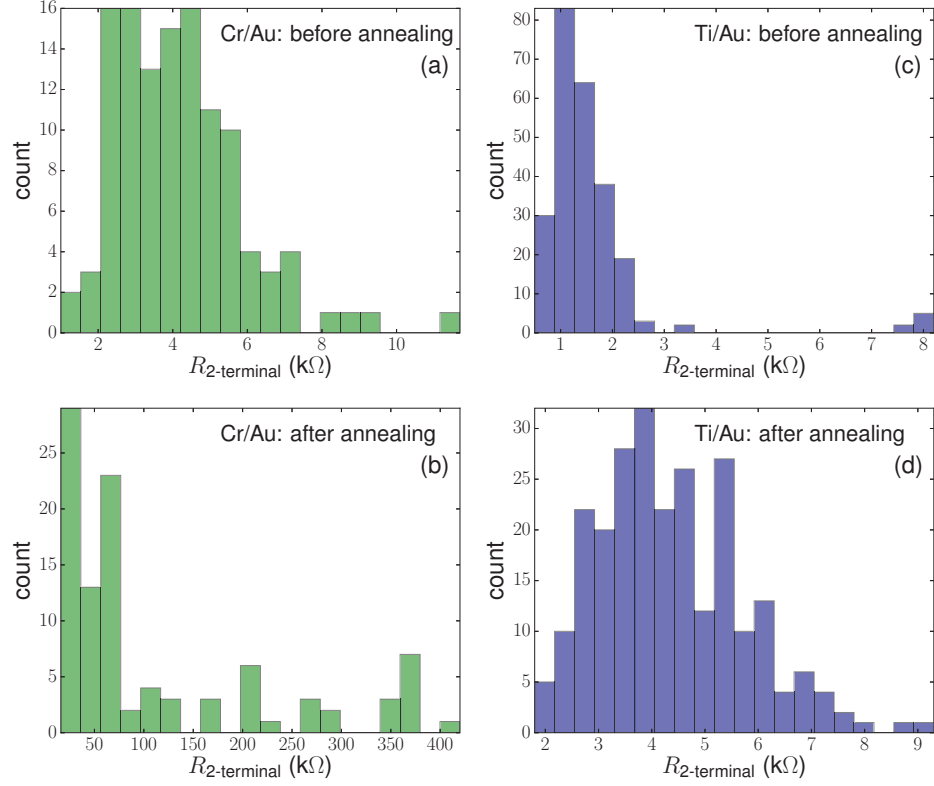 Cr/Au: before annealing
(a)
16
14
12
10
8
6
4
2
0
count
2 4 6 8 10
R2-terminal (kΩ)
Ti/Au: before annealing
(c)
80
70
60
50
40
30
20
10
0
count
1 2 3 4 5 6 7 8
R2-terminal (kΩ)
Cr/Au: after annealing
(b)
25
20
15
10
5
0
count
50 100 150 200 250 300 350 400
R2-terminal (kΩ)
Ti/Au: after annealing
(d)
30
25
20
15
10
5
0
count
2 3 4 5 6 7 8 9
R2-terminal (kΩ)